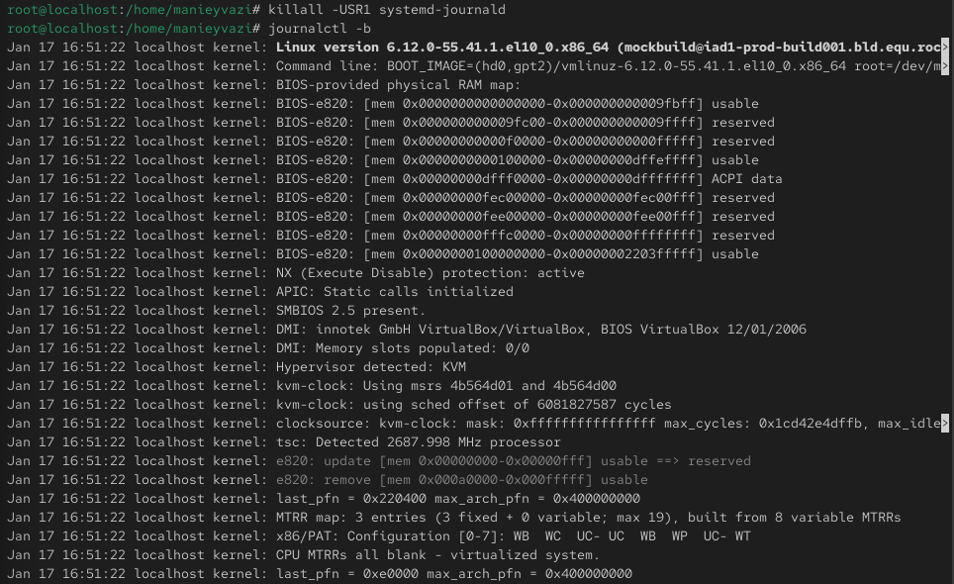 root@localhost:/home/manieyvazi# killall -USR1 systemd-journald
root@localhost:/home/manieyvazi# journalctl -b
Jan 17 16:51:22 localhost kernel: Linux version 6.12.0-55.41.1.el10_0.x86_64 (mockbuild@iad1-prod-build001.bld.equ.roc>
Jan 17 16:51:22 localhost kernel: Command line: BOOT_IMAGE=(hd0,gpt2)/vmlinuz-6.12.0-55.41.1.el10_0.x86_64 root=/dev/m>
Jan 17 16:51:22 localhost kernel: BIOS-provided physical RAM map:
Jan 17 16:51:22 localhost kernel: BIOS-e820: [mem 0x0000000000000000-0x000000000009fbff] usable
Jan 17 16:51:22 localhost kernel: BIOS-e820: [mem 0x000000000009fc00-0x000000000009ffff] reserved
Jan 17 16:51:22 localhost kernel: BIOS-e820: [mem 0x00000000000f0000-0x00000000000fffff] reserved
Jan 17 16:51:22 localhost kernel: BIOS-e820: [mem 0x0000000000100000-0x00000000dffeffff] usable
Jan 17 16:51:22 localhost kernel: BIOS-e820: [mem 0x00000000dfff0000-0x00000000dfffffff] ACPI data
Jan 17 16:51:22 localhost kernel: BIOS-e820: [mem 0x00000000fec00000-0x00000000fec00fff] reserved
Jan 17 16:51:22 localhost kernel: BIOS-e820: [mem 0x00000000fee00000-0x00000000fee00fff] reserved
Jan 17 16:51:22 localhost kernel: BIOS-e820: [mem 0x00000000fffc0000-0x00000000ffffffff] reserved
Jan 17 16:51:22 localhost kernel: BIOS-e820: [mem 0x0000000100000000-0x00000002203fffff] usable
Jan 17 16:51:22 localhost kernel: NX (Execute Disable) protection: active
Jan 17 16:51:22 localhost kernel: APIC: Static calls initialized
Jan 17 16:51:22 localhost kernel: SMBIOS 2.5 present.
Jan 17 16:51:22 localhost kernel: DMI: innotek GmbH VirtualBox/VirtualBox, BIOS VirtualBox 12/01/2006
Jan 17 16:51:22 localhost kernel: DMI: Memory slots populated: 0/0
Jan 17 16:51:22 localhost kernel: Hypervisor detected: KVM
Jan 17 16:51:22 localhost kernel: kvm-clock: Using msrs 4b564d01 and 4b564d00
Jan 17 16:51:22 localhost kernel: kvm-clock: using sched offset of 6081827587 cycles
Jan 17 16:51:22 localhost kernel: clocksource: kvm-clock: mask: 0xffffffffffffffff max_cycles: 0x1cd42e4dffb, max_idle>
Jan 17 16:51:22 localhost kernel: tsc: Detected 2687.998 MHz processor
Jan 17 16:51:22 localhost kernel: e820: update [mem 0x00000000-0x00000fff] usable ==> reserved
Jan 17 16:51:22 localhost kernel: e820: remove [mem 0x000a0000-0x000fffff] usable
Jan 17 16:51:22 localhost kernel: last_pfn = 0x220400 max_arch_pfn = 0x400000000
Jan 17 16:51:22 localhost kernel: MTRR map: 3 entries (3 fixed + 0 variable; max 19), built from 8 variable MTRRs
Jan 17 16:51:22 localhost kernel: x86/PAT: Configuration [0-7]: WB  WC  UC- UC  WB  WP  UC- WT
Jan 17 16:51:22 localhost kernel: CPU MTRRs all blank - virtualized system.
Jan 17 16:51:22 localhost kernel: last_pfn = 0xe0000 max_arch_pfn = 0x400000000